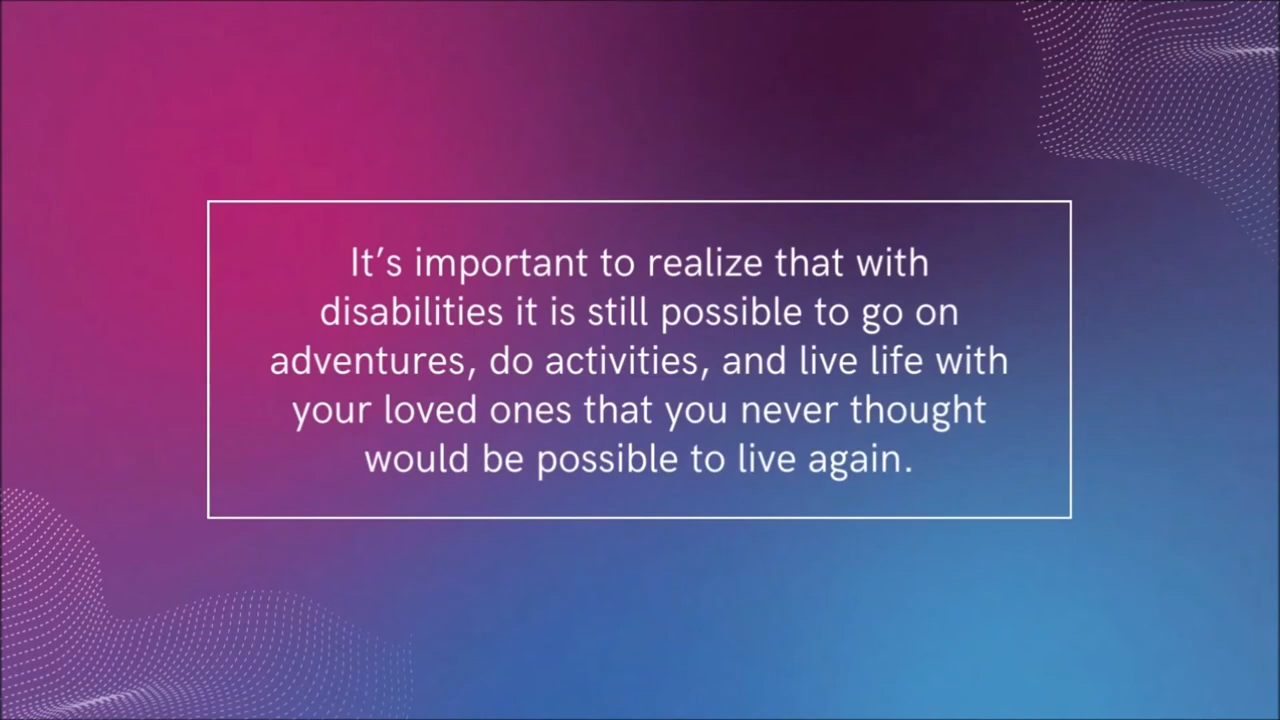 It’s important to realize that with
disabilities it is still possible to go on
adventures, do activities, and live life with
your loved ones that you never thought
would be possible to live again.